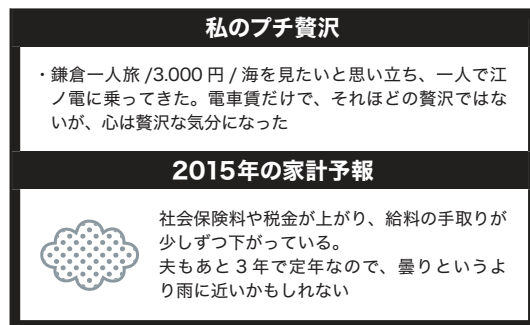 私のプチ贅沢
・鎌倉一人旅 /3.000 円 / 海を見たいと思い立ち、一人で江
ノ電に乗ってきた。電車賃だけで、それほどの贅沢ではな
いが、心は贅沢な気分になった
2015年の家計予報
社会保険料や税金が上がり、給料の手取りが
少しずつ下がっている。
夫もあと 3 年で定年なので、曇りというよ
り雨に近いかもしれない